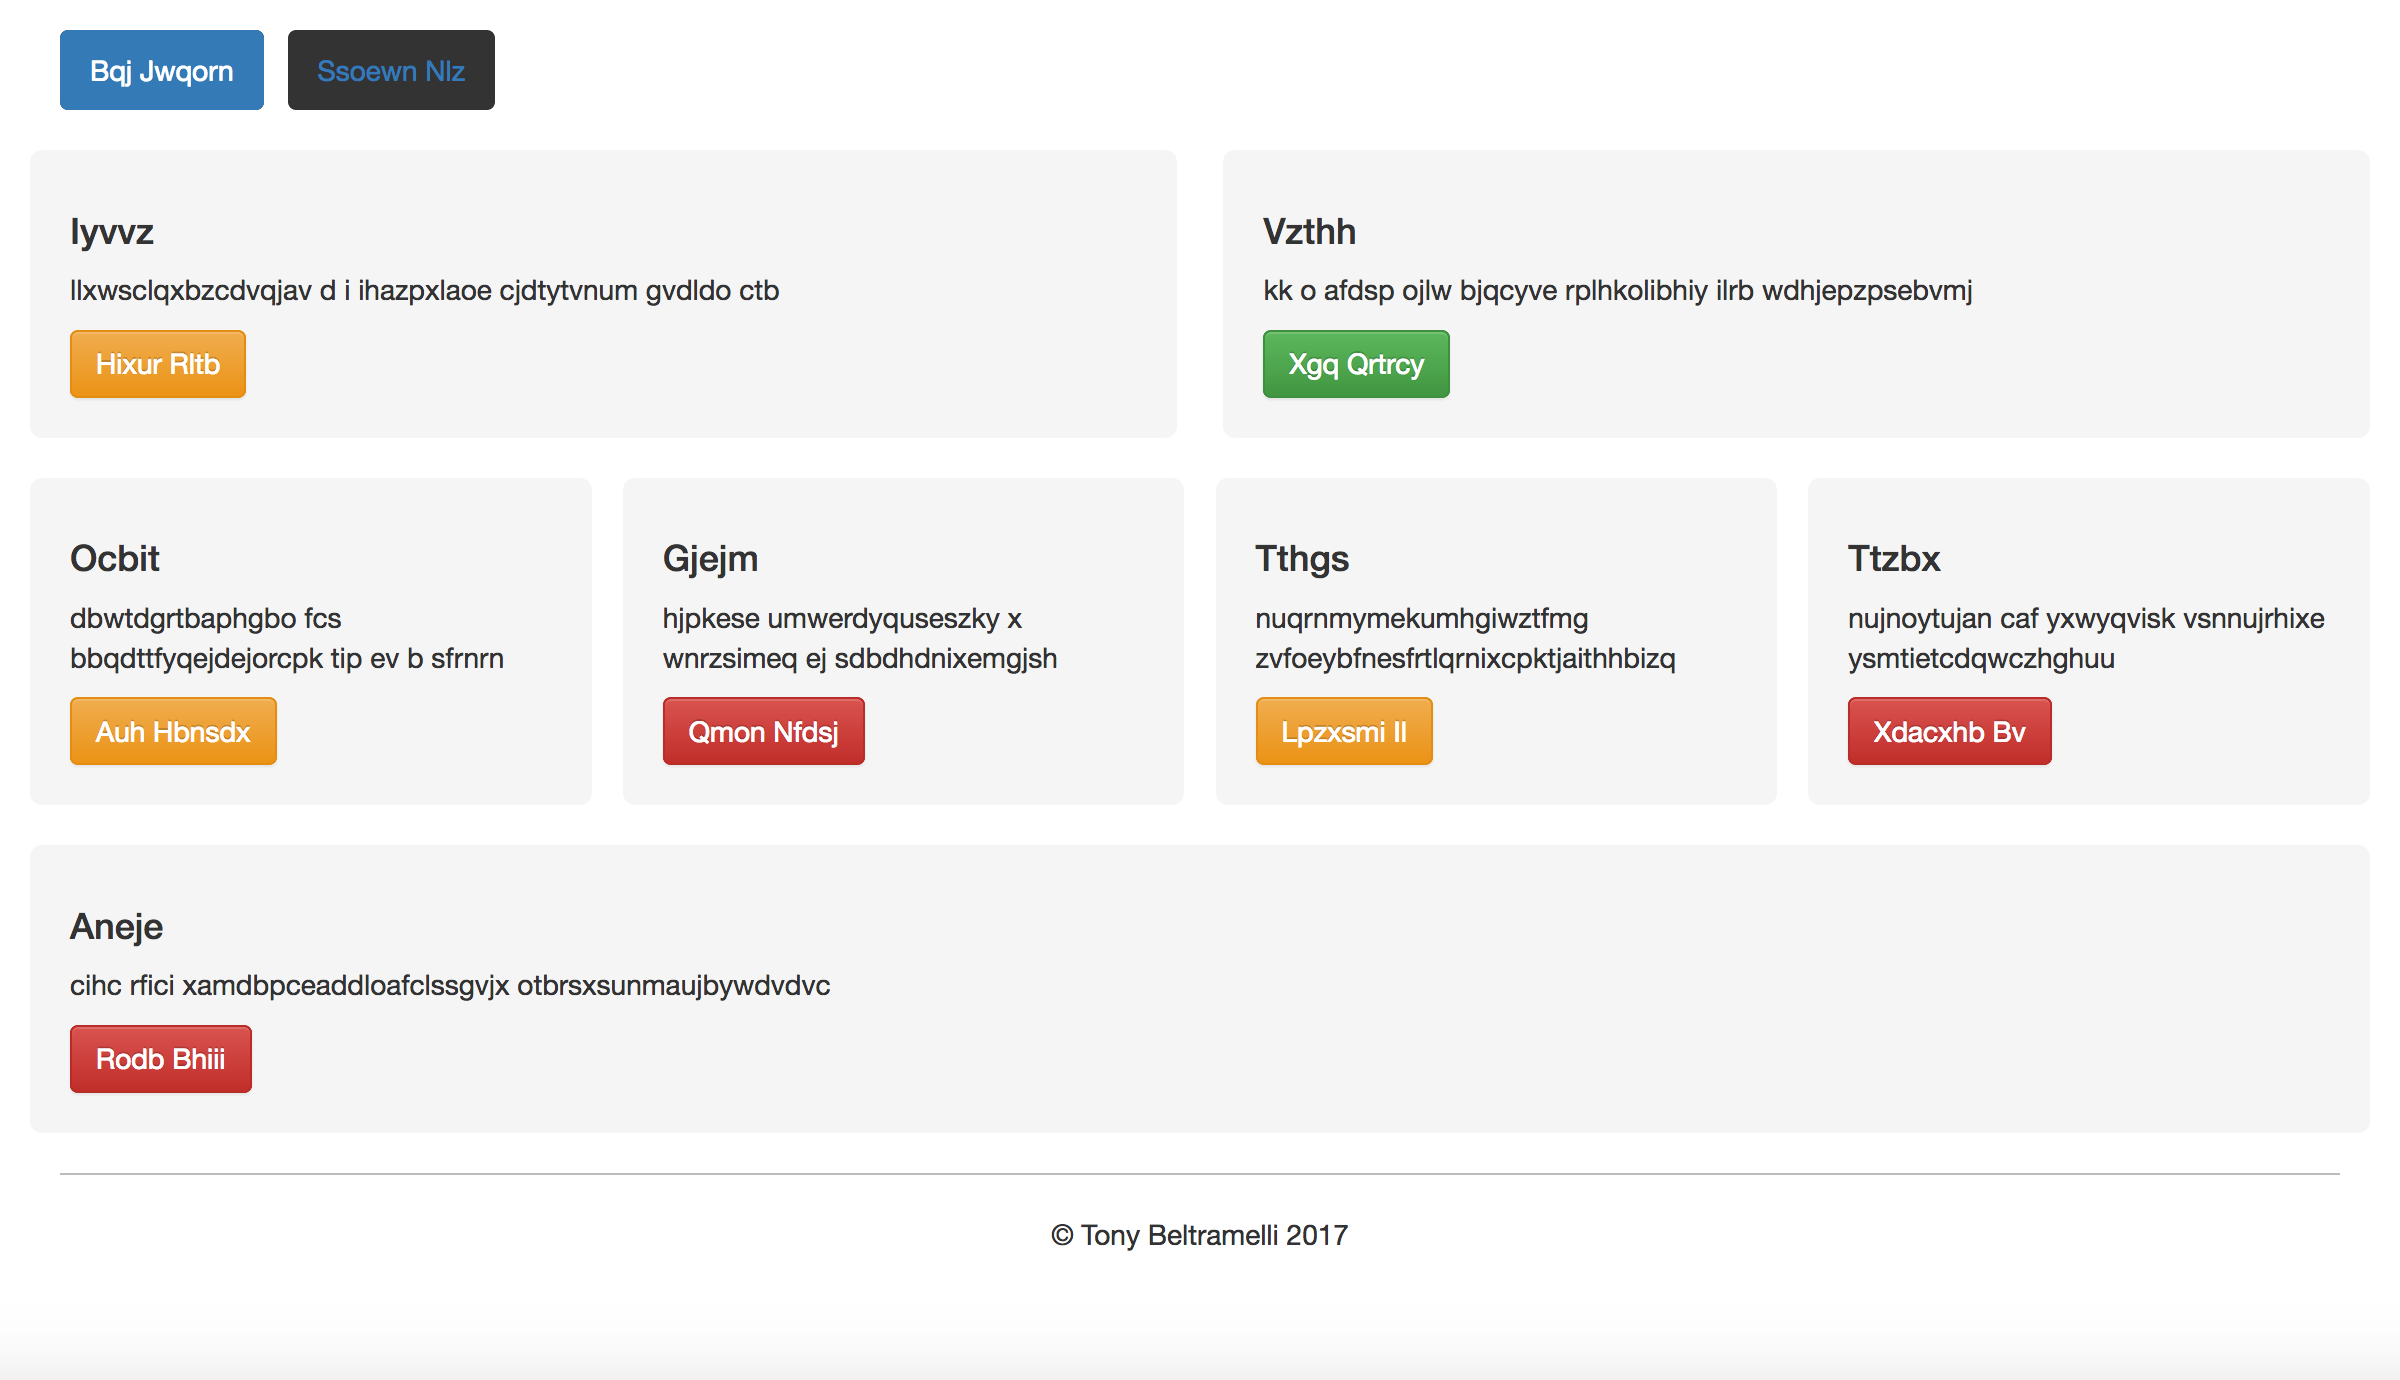 Bqj Jwqorn
Ssoewn Nlz
Iyvvz
llxwsclqxbzcdvqjav d i ihazpxlaoe cjdtytvnum gvdldo ctb
Hixur Rltb
Vzthh
kk o afdsp ojlw bjqcyve rplhkolibhiy ilrb wdhjepzpsebvmj
Xgq Qrtrcy
Ocbit
dbwtdgrtbaphgbo fcs
bbqdttfyqejdejorcpk tip ev b sfrnrn
Auh Hbnsdx
Gjejm
hjpkese umwerdyquseszky x
wnrzsimeq ej sdbdhdnixemgjsh
Qmon Nfdsj
Tthgs
nuqrnmymekumhgiwztfmg
zvfoeybfnesfrtlqrnixcpktjaithhbizq
Lpzxsmi Il
Ttzbx
nujnoytujan caf yxwyqvisk vsnnujrhixe
ysmtietcdqwczhghuu
Xdacxhb Bv
Aneje
cihc rfici xamdbpceaddloafclssgvjx otbrsxsunmaujbywdvdvc
Rodb Bhiii
© Tony Beltramelli 2017